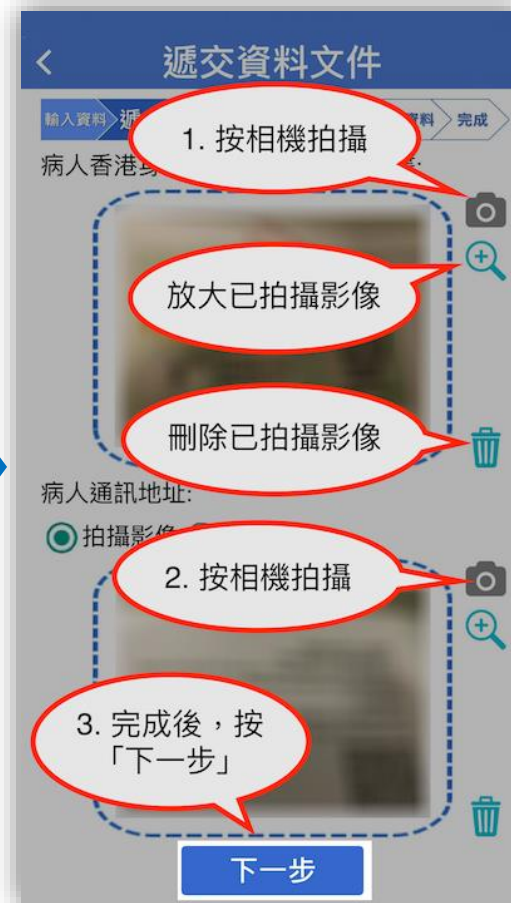 遞交資料文件
輸入資料 遞 料 完成
1. 按相機拍攝
病人香港身
放大已拍攝影像
刪除已拍攝影像
病人通訊地址:
拍攝影像
2. 按相機拍攝
3. 完成後，按
「下一步」
下一步